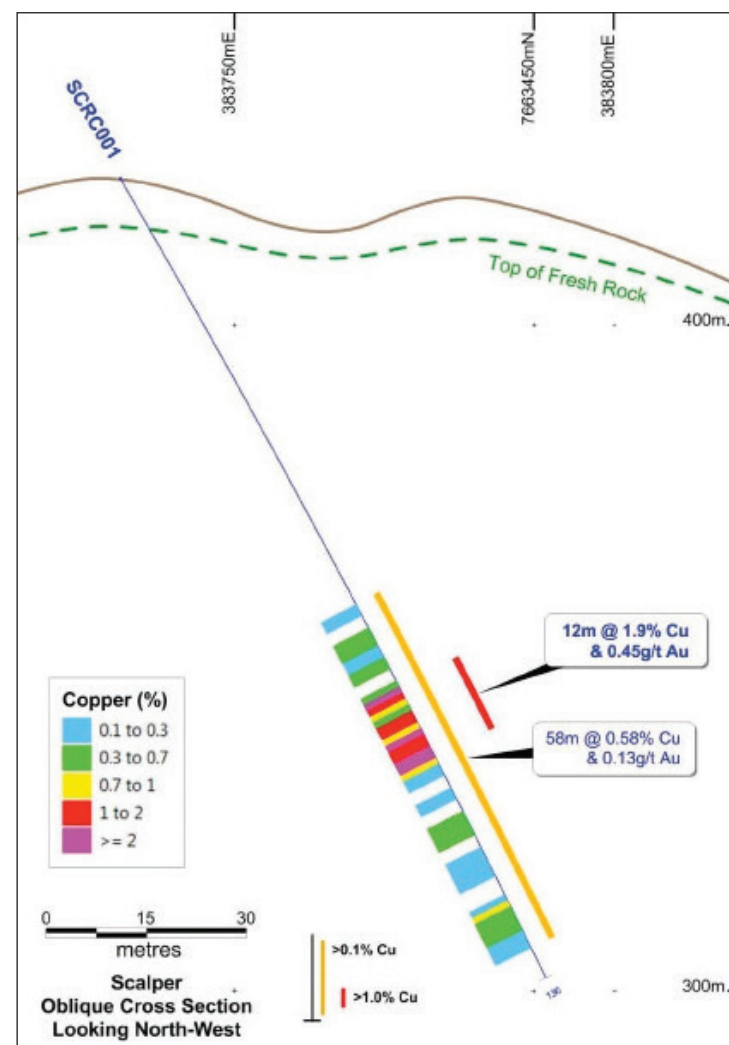 383750mE
7663450mN
383800mE
SCRC001
Top of Fresh Rock
400m.
12m @ 1.9% Cu
& 0.45g/t Au
58m @ 0.58% Cu
& 0.13g/t Au
Copper (%)
0.1 to 0.3
0.3 to 0.7
0.7 to 1
1 to 2
>= 2
0 15 30
metres
Scalper
Oblique Cross Section
Looking North-West
>0.1% Cu
>1.0% Cu
130
300m.